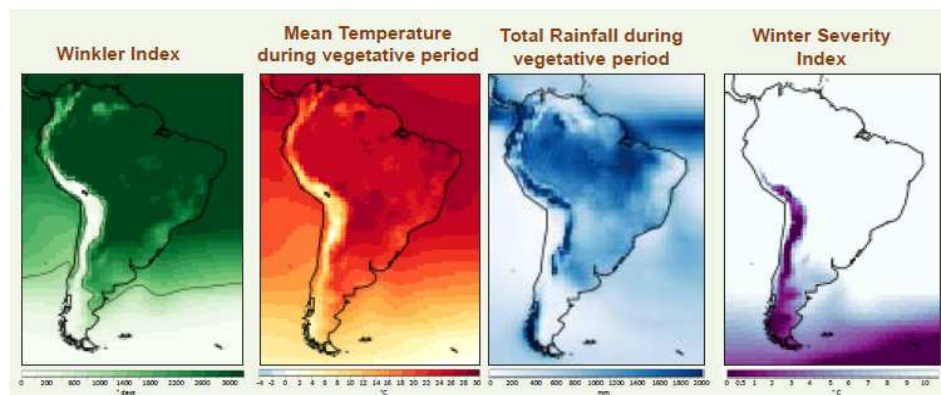 Winkler Index
Mean Temperature
during vegetative period
Total Rainfall during
vegetative period
Winter Severity
Index
0 200 600 1000 1400 1800 2200 2600 3000
° days
-4 -2 0 2 4 6 8 10 12 14 16 18 20 22 24 26 28 30
°C
0 200 400 600 800 1000 1200 1400 1600 1800 2000
mm
0 0.5 1 2 3 4 5 6 7 8 9 10
°C